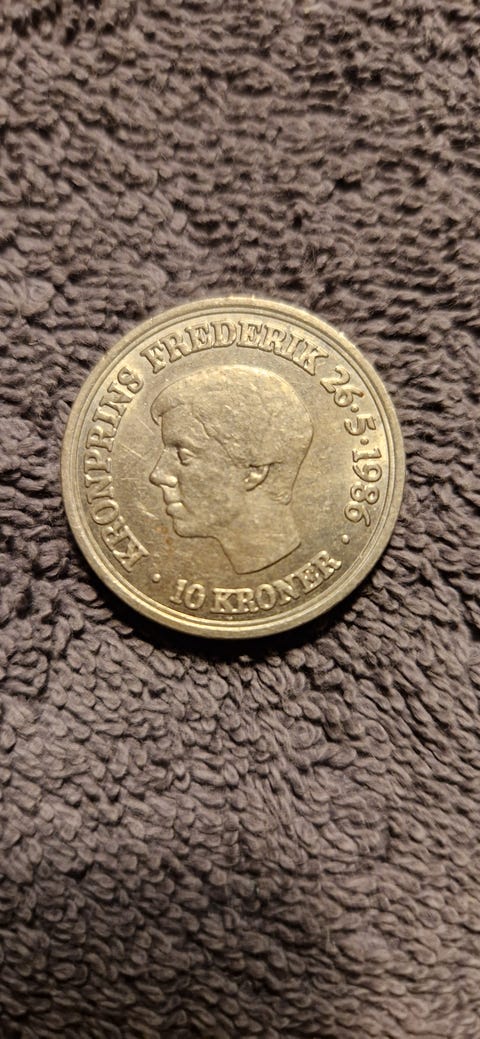 KRONPRINS FREDERIK 26·5·1986
· 10 KRONER ·